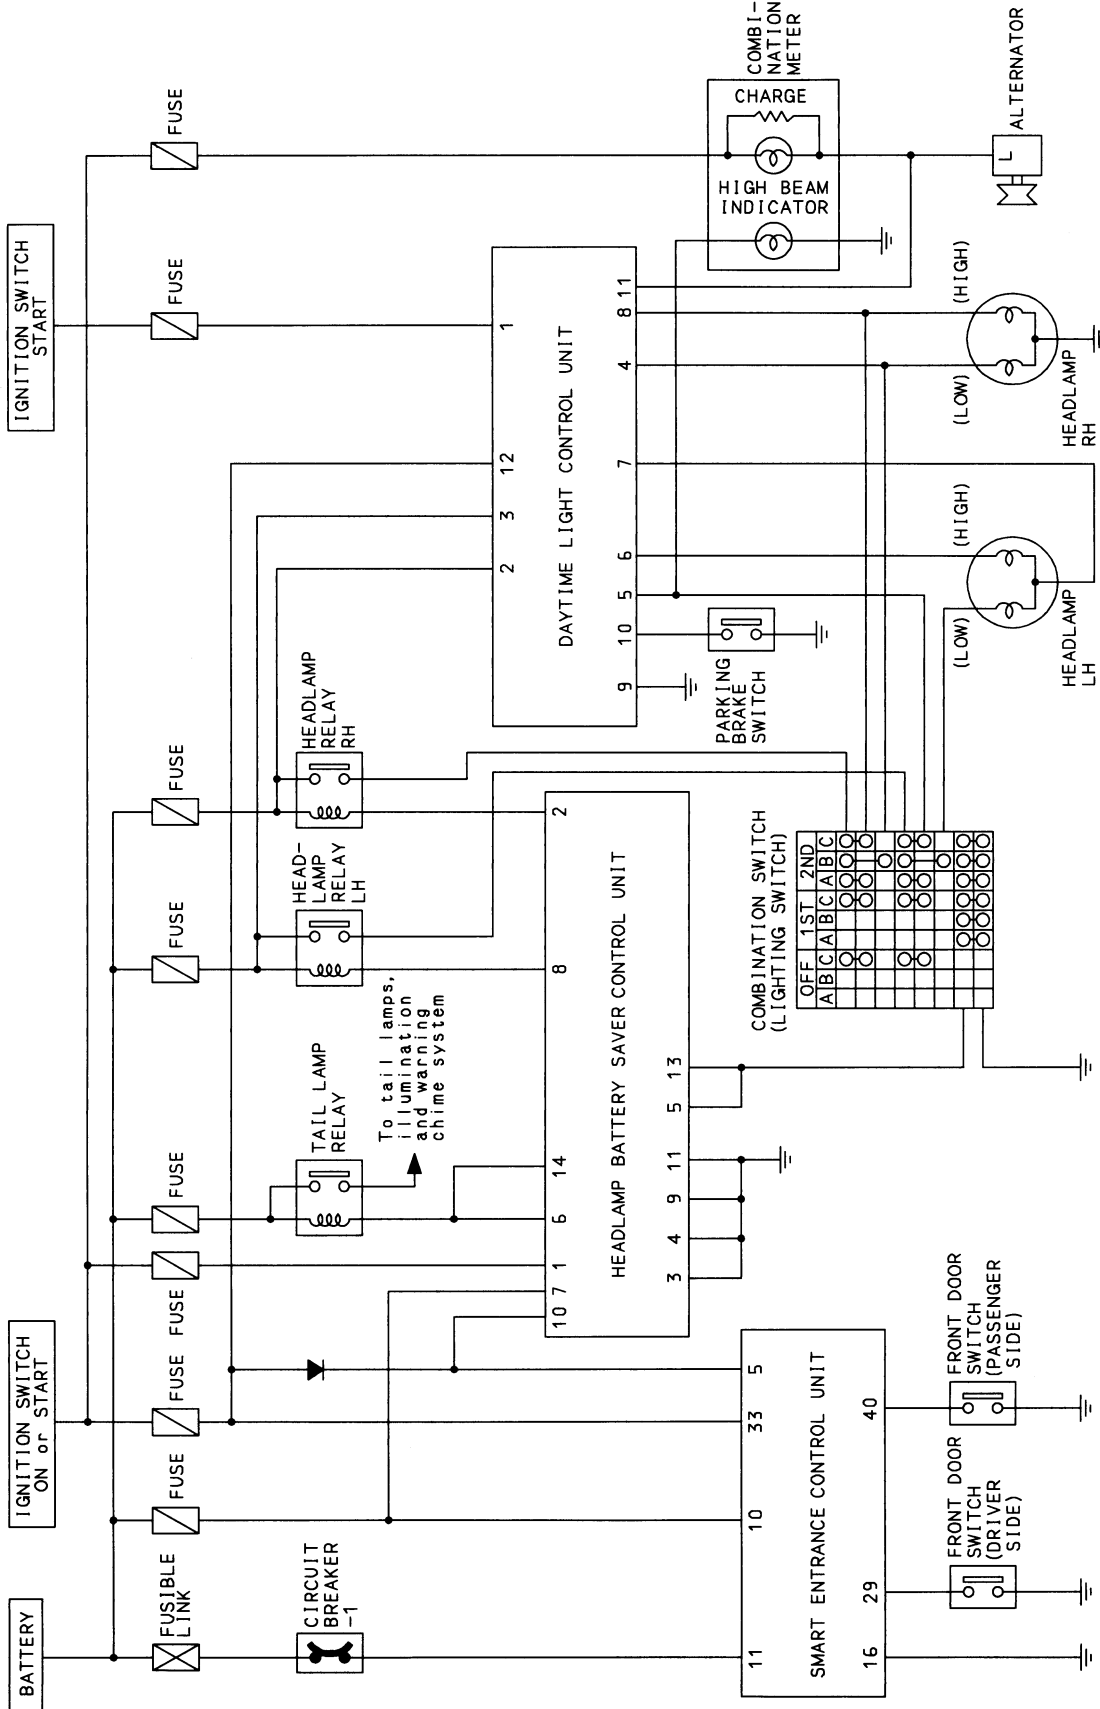 BATTERY
IGNITION SWITCH
ON or START
IGNITION SWITCH
START
FUSIBLE
LINK
FUSE
FUSE
FUSE
FUSE
FUSE
FUSE
FUSE
FUSE
CIRCUIT
BREAKER
-1
TAIL LAMP
RELAY
To tail lamps,
illumination
and warning
chime system
HEAD-
LAMP
RELAY
LH
HEADLAMP
RELAY
RH
2
3
12
1
DAYTIME LIGHT CONTROL UNIT
9
10
5
6
7
4
8
11
COMBI-
NATION
METER
CHARGE
HIGH BEAM
INDICATOR
ALTERNATOR
L
PARKING
BRAKE
SWITCH
10
7
1
6
14
8
2
HEADLAMP BATTERY SAVER CONTROL UNIT
3
4
9
11
5
13
COMBINATION SWITCH
(LIGHTING SWITCH)
OFF
1ST
2ND
A
B
C
A
B
C
A
B
C
(LOW)
(HIGH)
HEADLAMP
LH
(LOW)
(HIGH)
HEADLAMP
RH
11
10
33
5
SMART ENTRANCE CONTROL UNIT
16
29
40
FRONT DOOR
SWITCH
(DRIVER
SIDE)
FRONT DOOR
SWITCH
(PASSENGER
SIDE)